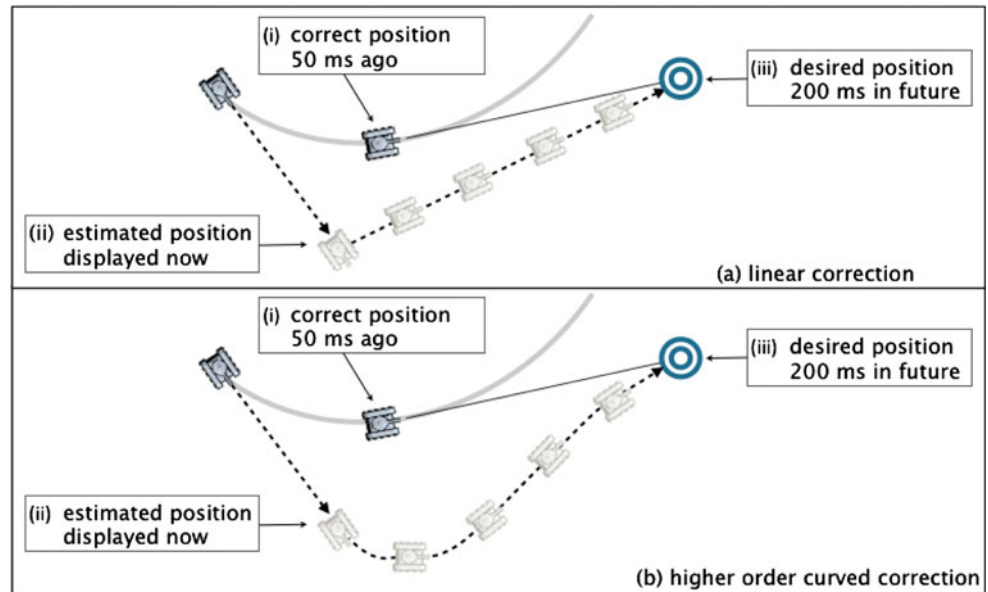 (i) correct position
50 ms ago
(iii) desired position
200 ms in future
(ii) estimated position
displayed now
(a) linear correction
(i) correct position
50 ms ago
(iii) desired position
200 ms in future
(ii) estimated position
displayed now
(b) higher order curved correction